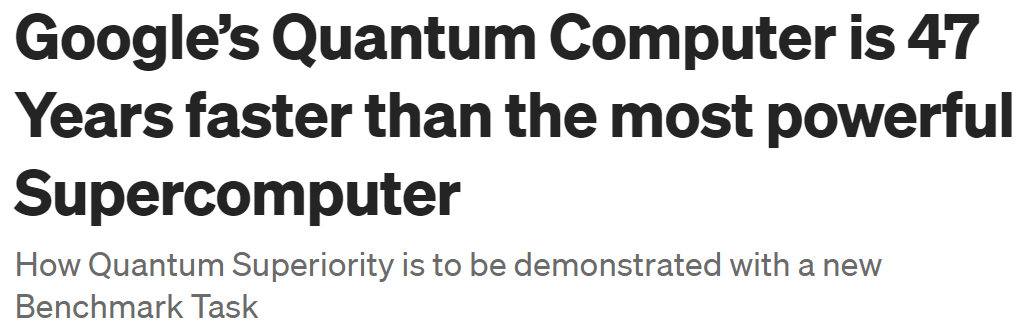 Google’s Quantum Computer is 47
Years faster than the most powerful
Supercomputer
How Quantum Superiority is to be demonstrated with a new
Benchmark Task